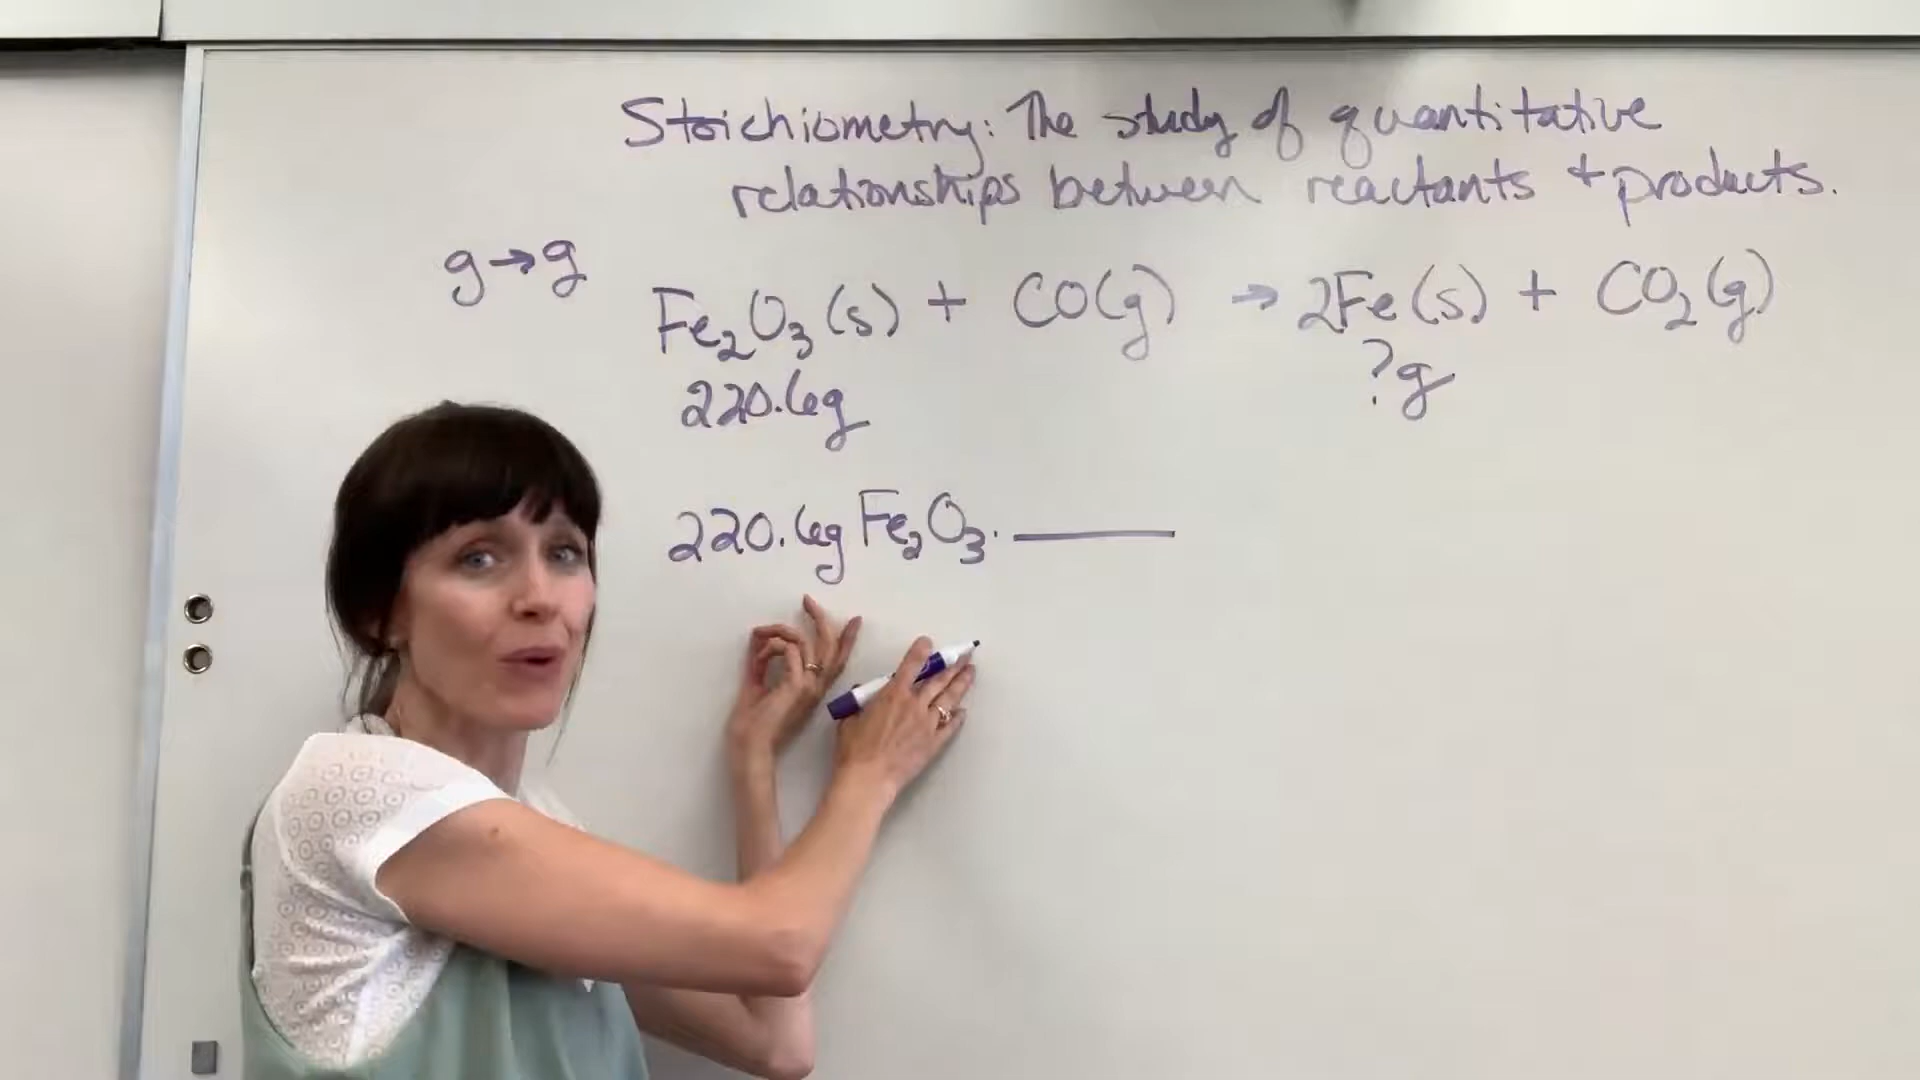 Stoichiometry: The study of quantitative
relationships between reactants + products.
g→g
Fe₂O₃(s) + CO(g) → 2Fe(s) + CO₂(g)
220.6g ?g
220.6g Fe₂O₃ ·